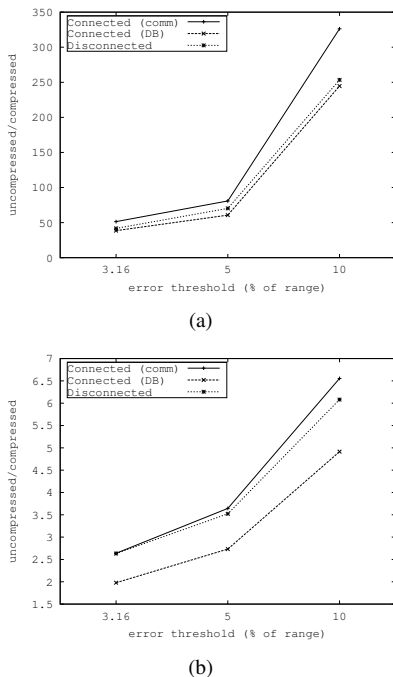 350
300
250
200
150
100
50
0
uncompressed/compressed
Connected (comm)
Connected (DB)
Disconnected
3.16 5 10
error threshold (% of range)
(a)
7
6.5
6
5.5
5
4.5
4
3.5
3
2.5
2
1.5
uncompressed/compressed
Connected (comm)
Connected (DB)
Disconnected
3.16 5 10
error threshold (% of range)
(b)